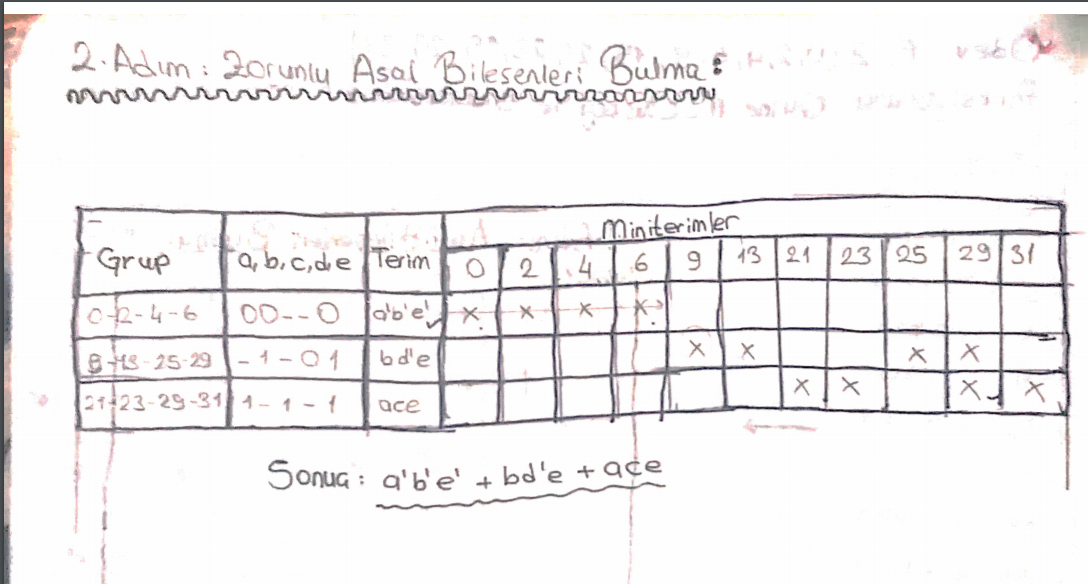 2. Adım: Zorunlu Asal Bileşenleri Bulma:
Miniterimler
Grup a,b,c,d,e Terim 0 2 4 6 9 13 21 23 25 29 31
0-2-4-6 00--0 a'b'e' x x x x
9-13-25-29 -1-01 bd'e x x x x
21-23-29-31 1-1-1 ace x x x x
Sonuç: a'b'e' + bd'e + ace